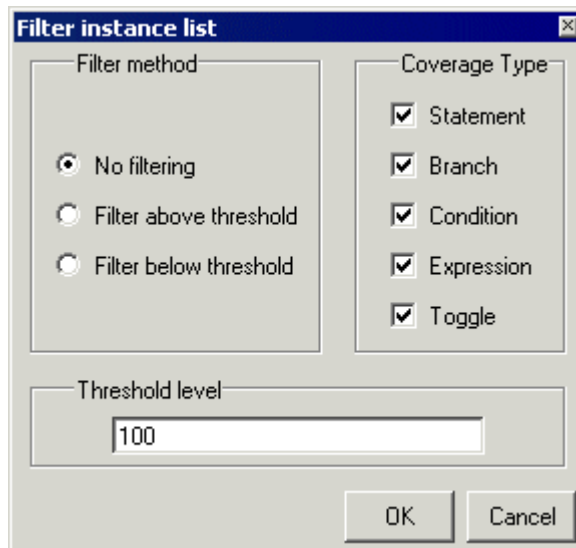 Filter instance list
Filter method
No filtering
Filter above threshold
Filter below threshold
Coverage Type
Statement
Branch
Condition
Expression
Toggle
Threshold level
100
OK
Cancel